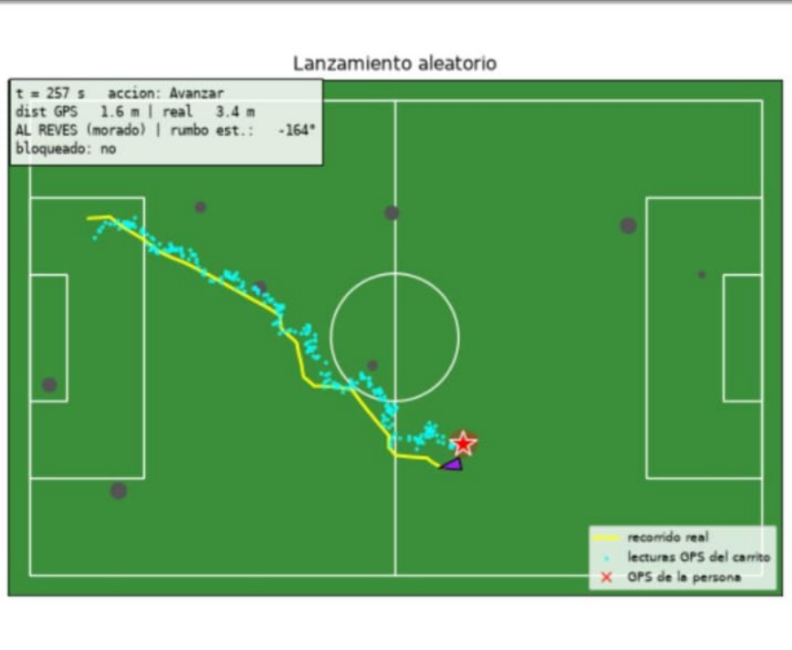 Lanzamiento aleatorio
t = 257 s   accion: Avanzar
dist GPS   1.6 m | real   3.4 m
AL REVES (morado) | rumbo est.:   -164°
bloqueado: no
recorrido real
lecturas GPS del carrito
GPS de la persona